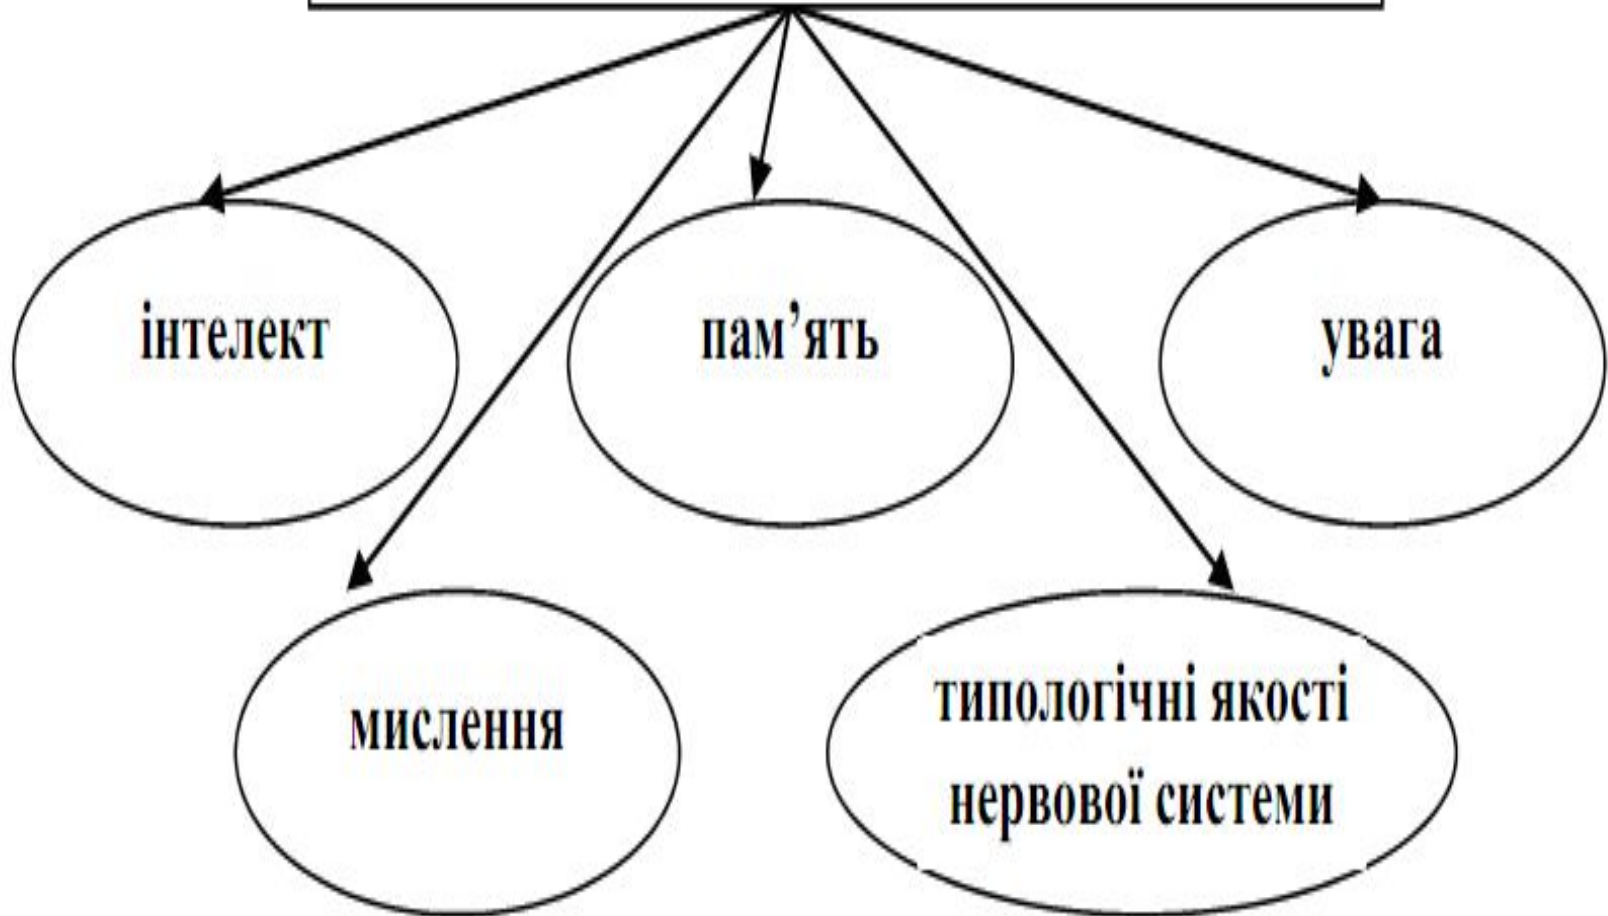 інтелект
пам’ять
увага
мислення
типологічні якості
нервової системи